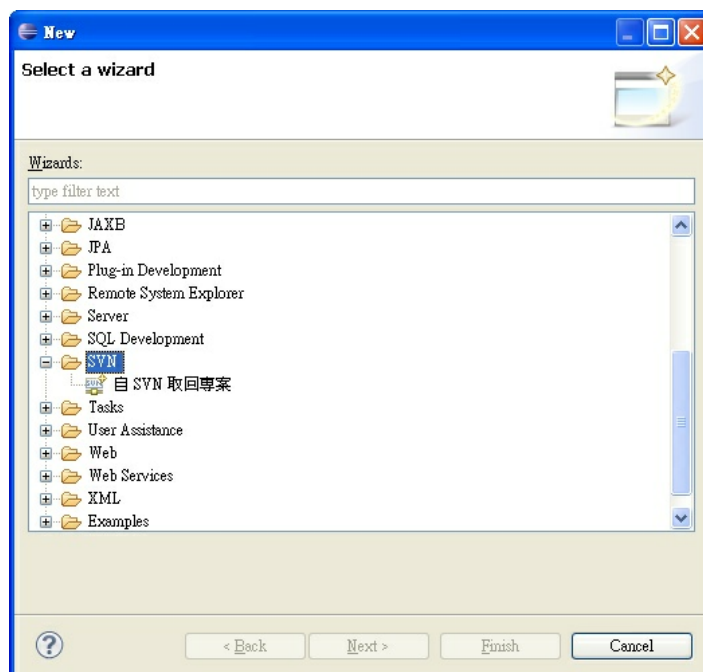 New
Select a wizard
Wizards:
type filter text
JAXB
JPA
Plug-in Development
Remote System Explorer
Server
SQL Development
SVN
SVN 自 SVN 取回專案
Tasks
User Assistance
Web
Web Services
XML
Examples
? < Back Next > Finish Cancel